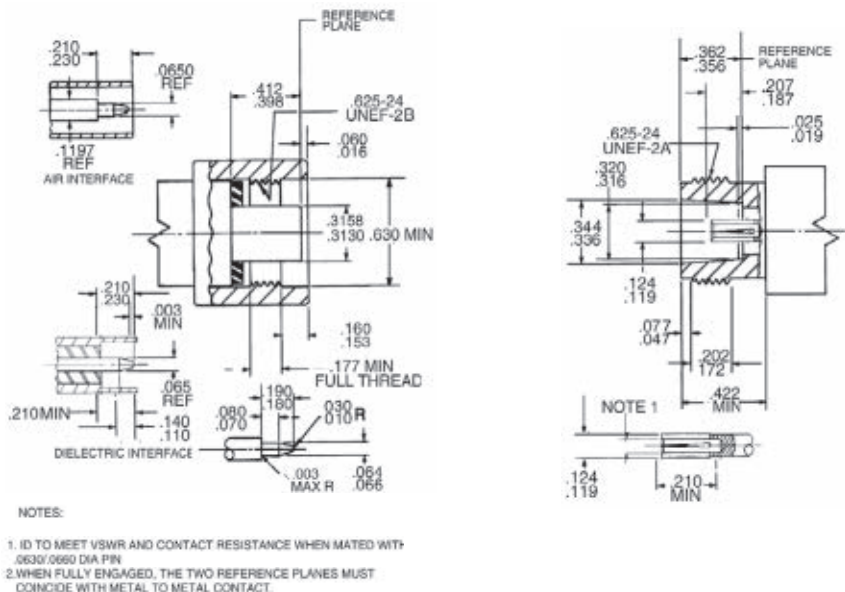 REFERENCE
PLANE
.210
.230
.0650
REF
.412
.398
.625-24
UNEF-2B
.060
.016
.1197
REF
AIR INTERFACE
.3158
.3130
.630 MIN
.210
.230
.003
MIN
.160
.153
.065
REF
.177 MIN
FULL THREAD
.210MIN
.190
.180
.080
.070
030
010 R
.140
.110
DIELECTRIC INTERFACE
.003
MAX R
.064
.066
.362
.356
REFERENCE
PLANE
.207
.187
.025
.019
.625-24
UNEF-2A
.320
.316
.344
.336
.124
.119
.077
.047
.202
172
.422
MIN
NOTE 1
.124
.119
.210
MIN
NOTES:
1. ID TO MEET VSWR AND CONTACT RESISTANCE WHEN MATED WITH
.0630/.0660 DIA PIN
2.WHEN FULLY ENGAGED, THE TWO REFERENCE PLANES MUST
COINCIDE WITH METAL TO METAL CONTACT.